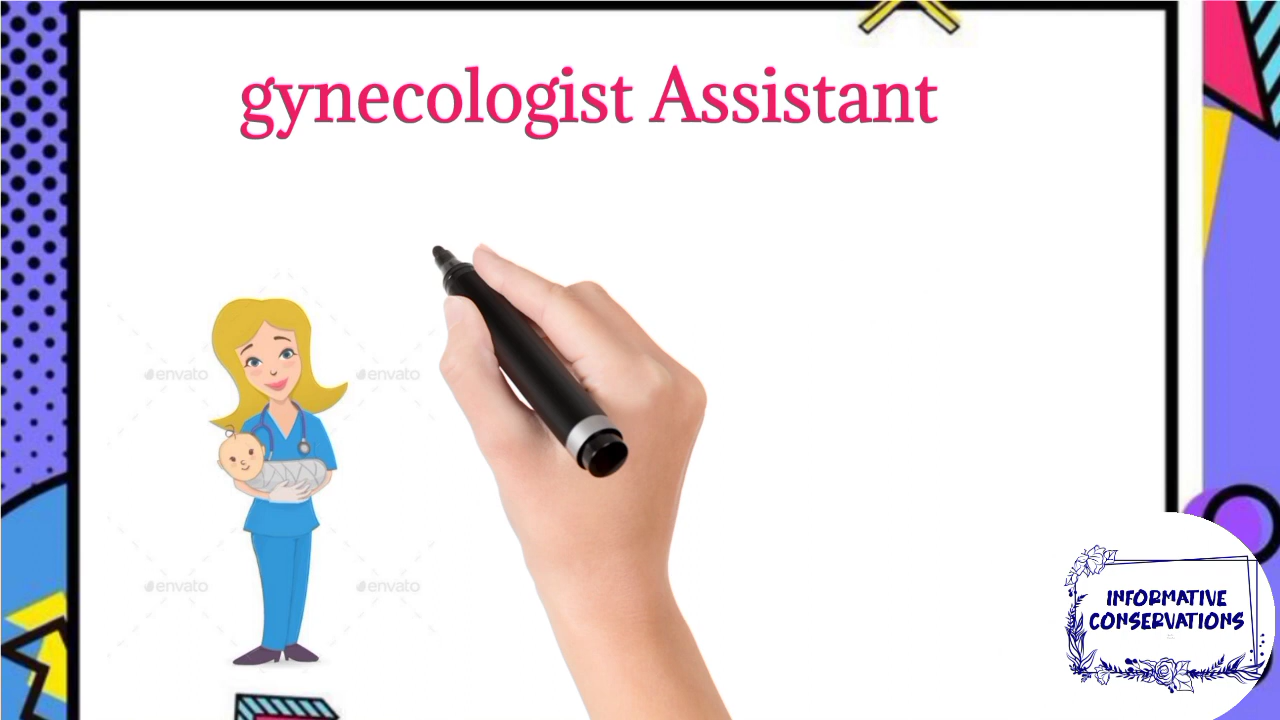 gynecologist Assistant
envato
envato
envato
envato
INFORMATIVE
CONSERVATIONS